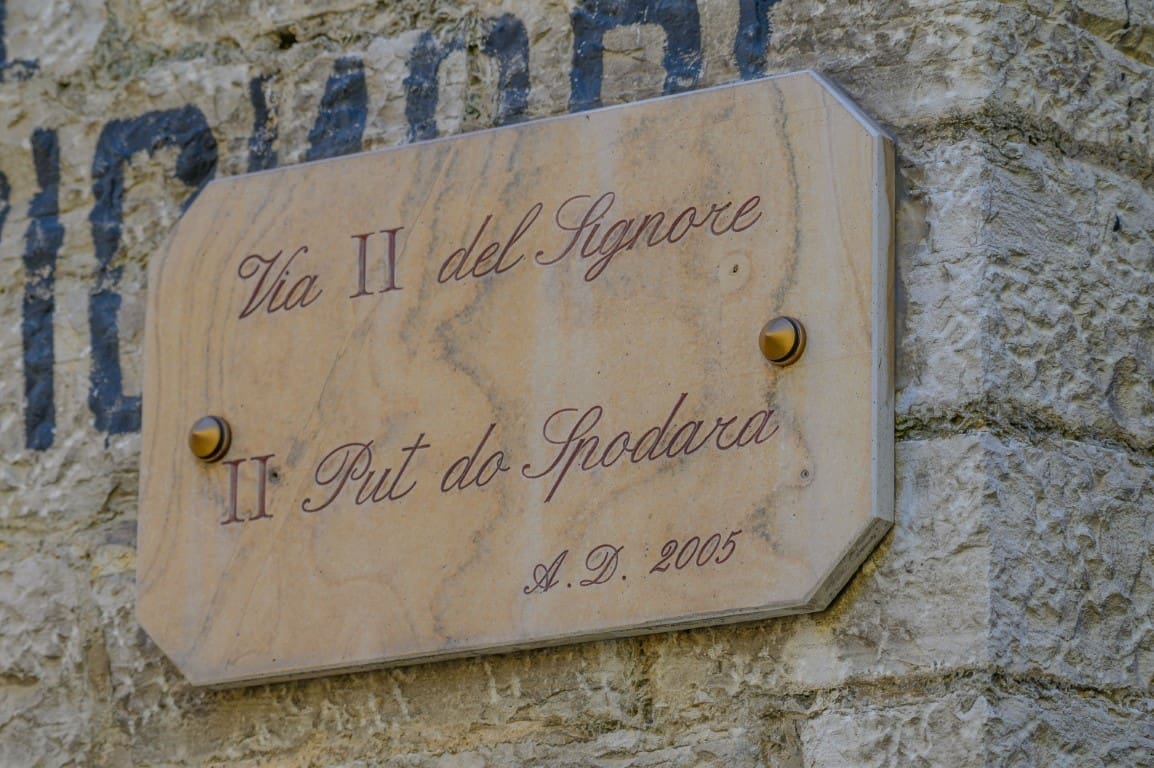 Via II del Signore
II Put do Spodara
A. D. 2005